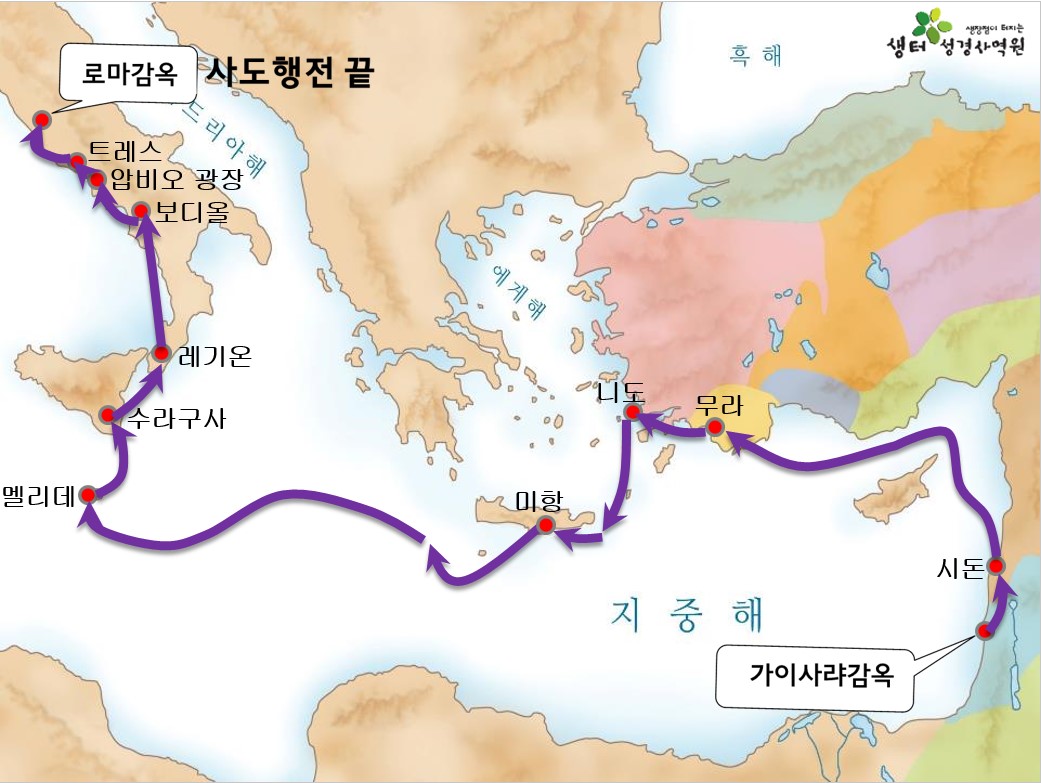 생장점이 터지는
생터 성경사역원
흑해
로마감옥
사도행전 끝
드리아해
트레스
압비오 광장
보디올
에게해
레기온
니도
무라
수라구사
멜리데
미항
시돈
지중해
가이사랴감옥